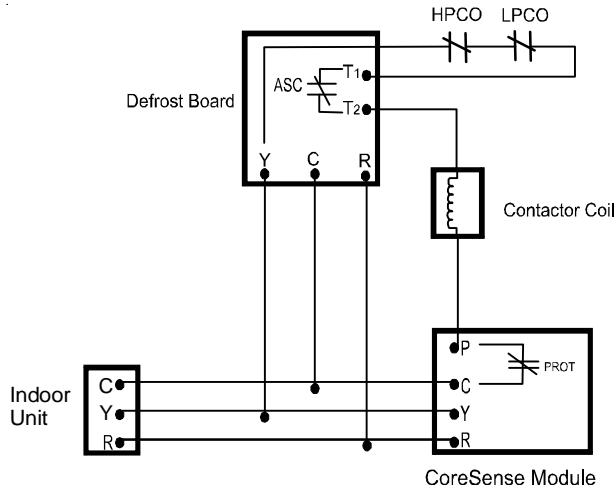 HPCO LPCO
Defrost Board
ASC
T1
T2
Y C R
Contactor Coil
P
PROT
C
Y
R
Indoor
Unit
C
Y
R
CoreSense Module